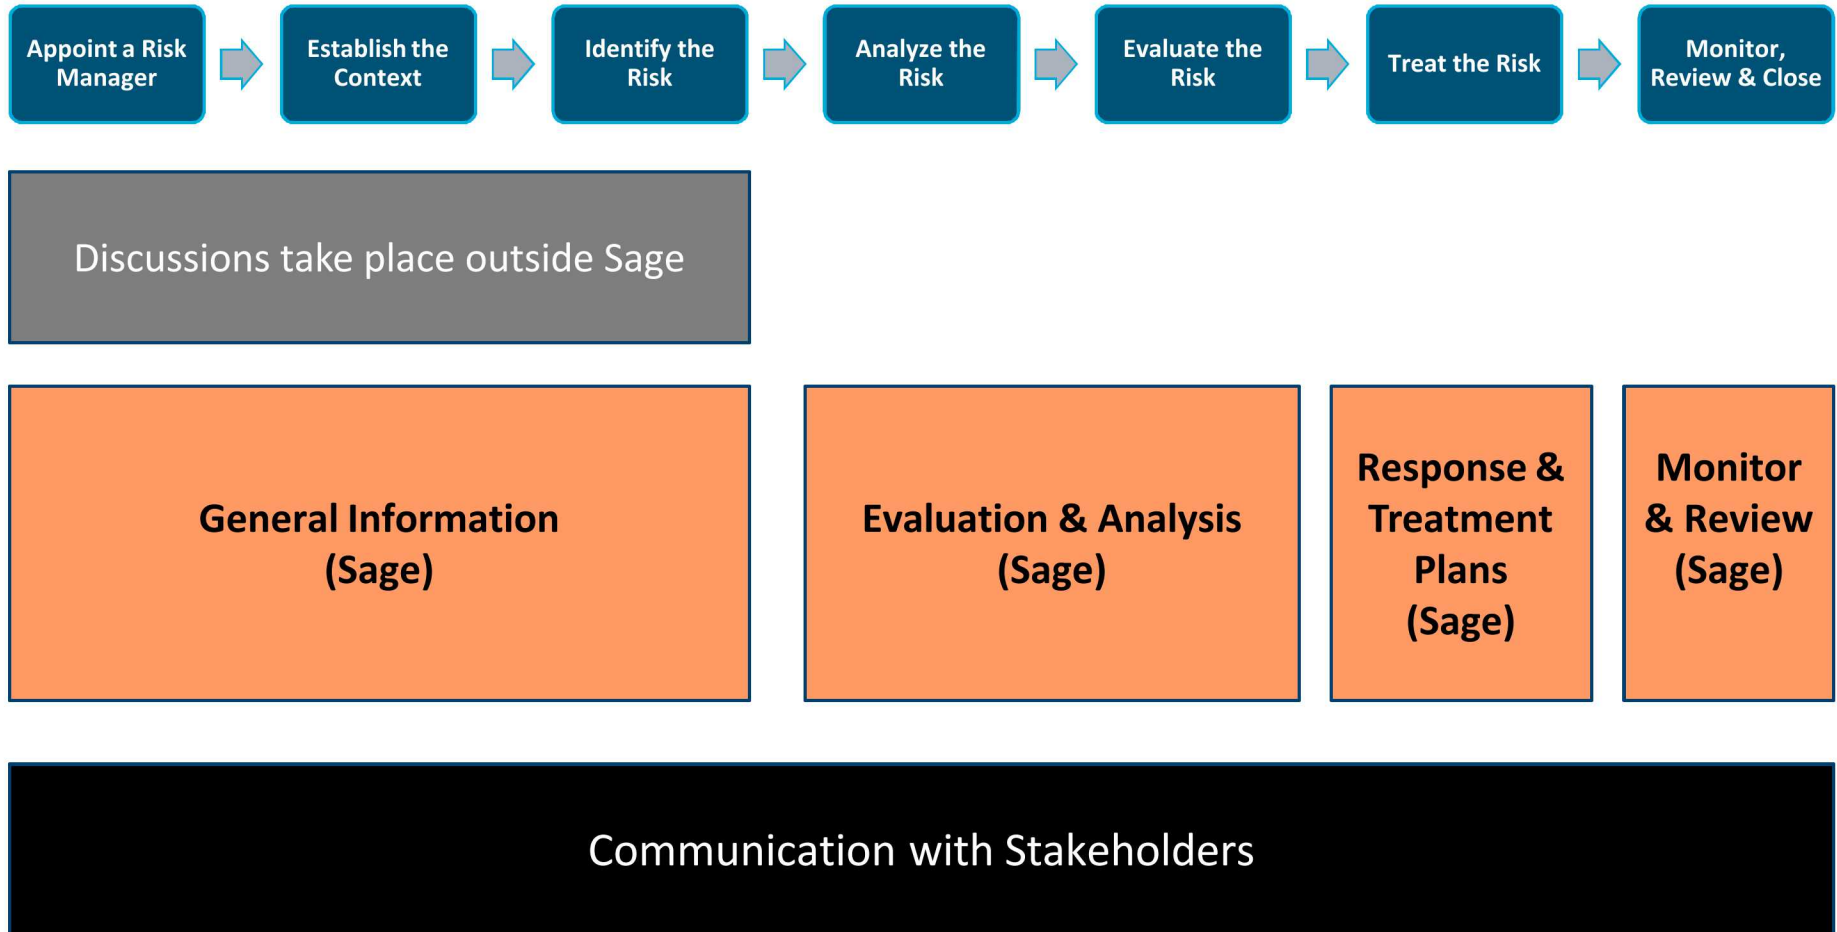 Appoint a Risk
Manager
Establish the
Context
Identify the
Risk
Analyze the
Risk
Evaluate the
Risk
Treat the Risk
Monitor,
Review & Close
Discussions take place outside Sage
General Information
(Sage)
Evaluation & Analysis
(Sage)
Response &
Treatment
Plans
(Sage)
Monitor
& Review
(Sage)
Communication with Stakeholders